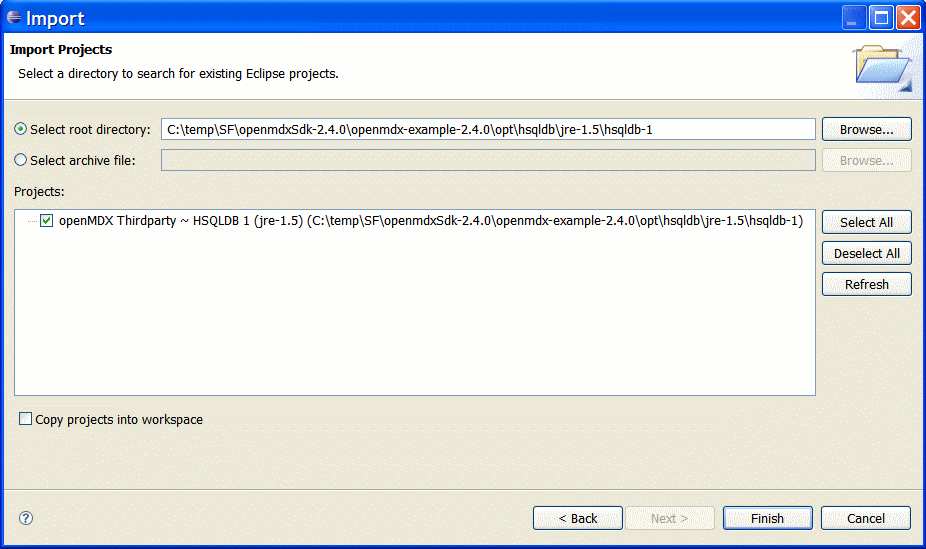 Import
Import Projects
Select a directory to search for existing Eclipse projects.
Select root directory: C:\temp\SF\openmdxSdk-2.4.0\openmdx-example-2.4.0\opt\hsqldb\jre-1.5\hsqldb-1 Browse...
Select archive file: Browse...
Projects:
openMDX Thirdparty ~ HSQLDB 1 (jre-1.5) (C:\temp\SF\openmdxSdk-2.4.0\openmdx-example-2.4.0\opt\hsqldb\jre-1.5\hsqldb-1) Select All
Deselect All
Refresh
Copy projects into workspace
? < Back Next > Finish Cancel